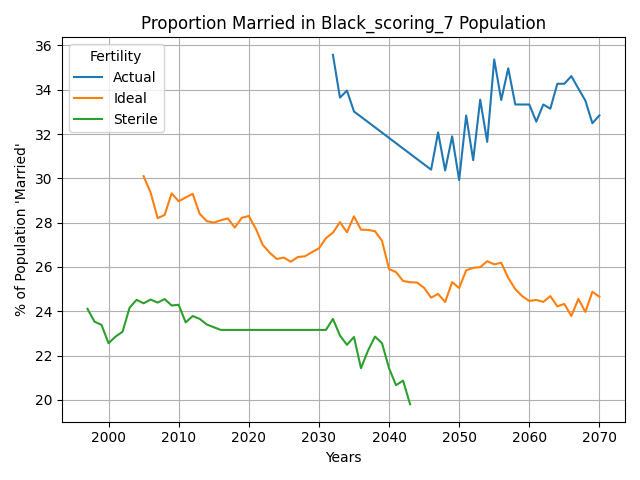 Proportion Married in Black_scoring_7 Population
Fertility
Actual
Ideal
Sterile
% of Population 'Married'
36
34
32
30
28
26
24
22
20
2000 2010 2020 2030 2040 2050 2060 2070
Years